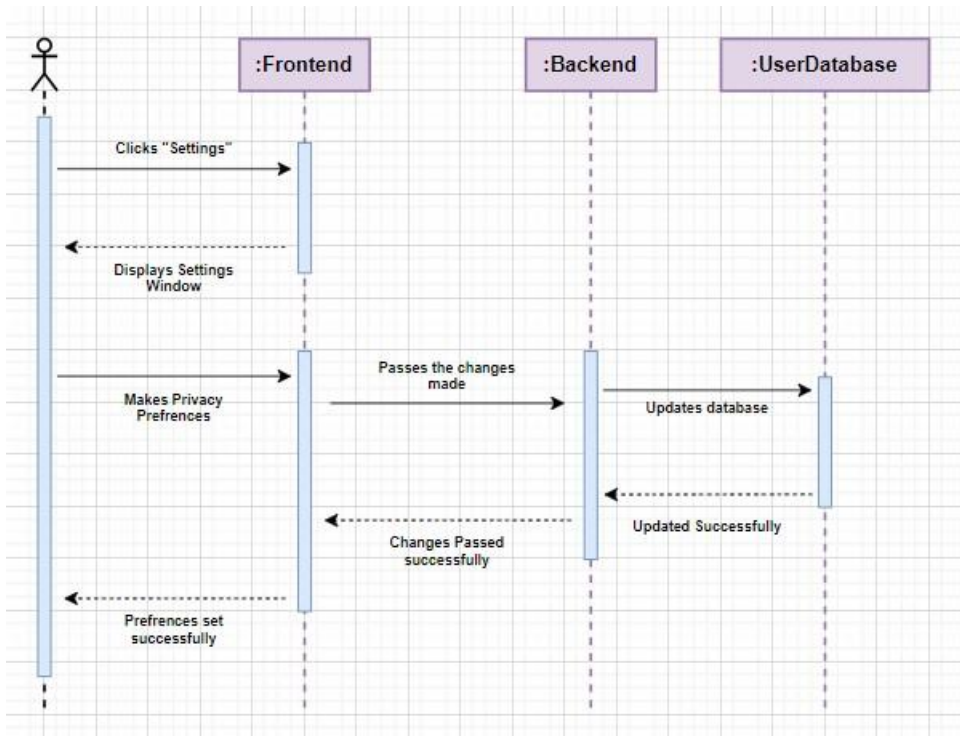 :Frontend
:Backend
:UserDatabase
Clicks "Settings"
Displays Settings
Window
Passes the changes
made
Makes Privacy
Prefrences
Updates database
Updated Successfully
Changes Passed
successfully
Prefrences set
successfully